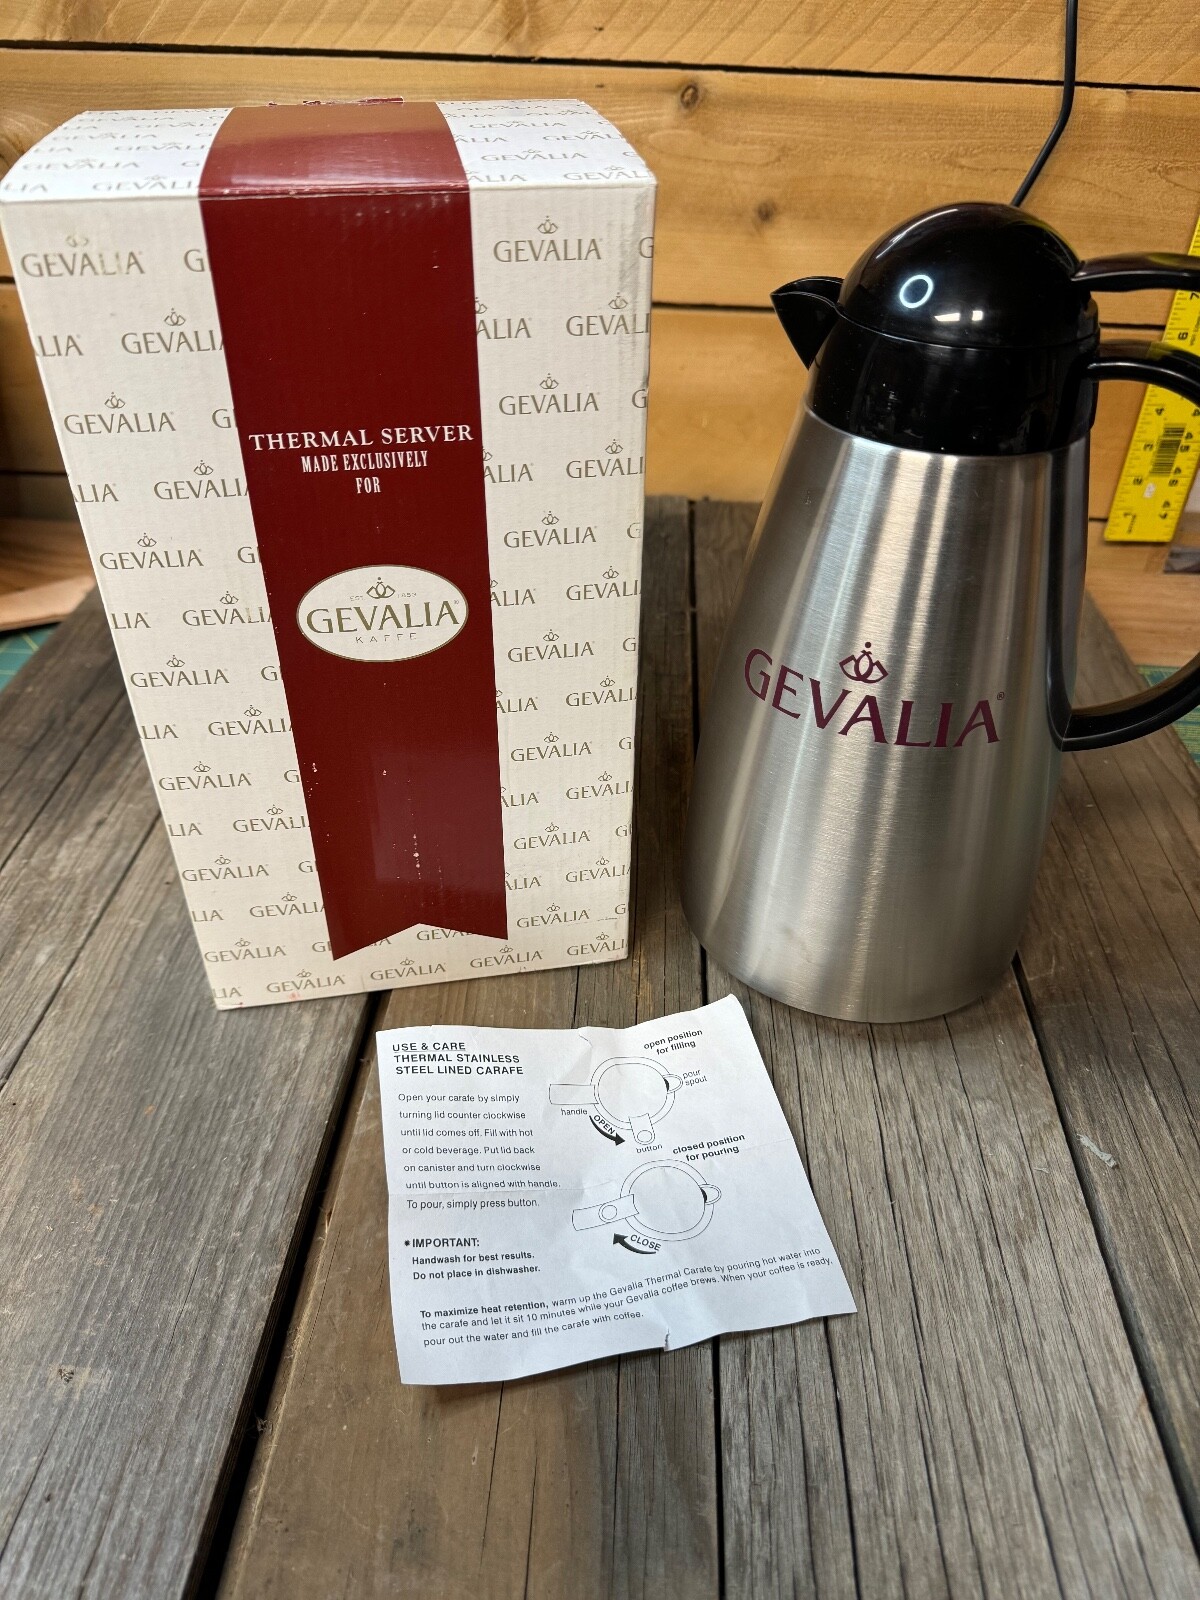 THERMAL SERVER
MADE EXCLUSIVELY
FOR
EST 1853
GEVALIA®
KAFFE
GEVALIA®
USE & CARE
THERMAL STAINLESS
STEEL LINED CARAFE
Open your carafe by simply
turning lid counter clockwise
until lid comes off. Fill with hot
or cold beverage. Put lid back
on canister and turn clockwise
until button is aligned with handle.
To pour, simply press button.
*IMPORTANT:
Handwash for best results.
Do not place in dishwasher.
open position
for filling
pour
spout
handle
OPEN
button
closed position
for pouring
CLOSE
To maximize heat retention, warm up the Gevalia Thermal Carafe by pouring hot water into
the carafe and let it sit 10 minutes while your Gevalia coffee brews. When your coffee is ready,
pour out the water and fill the carafe with coffee.